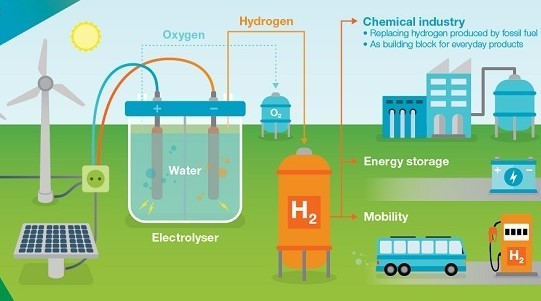 Oxygen
Hydrogen
Chemical industry
• Replacing hydrogen produced by fossil fuel
• As building block for everyday products
+ −
O₂
Water
Energy storage
+ −
H₂
Mobility
Electrolyser
H₂